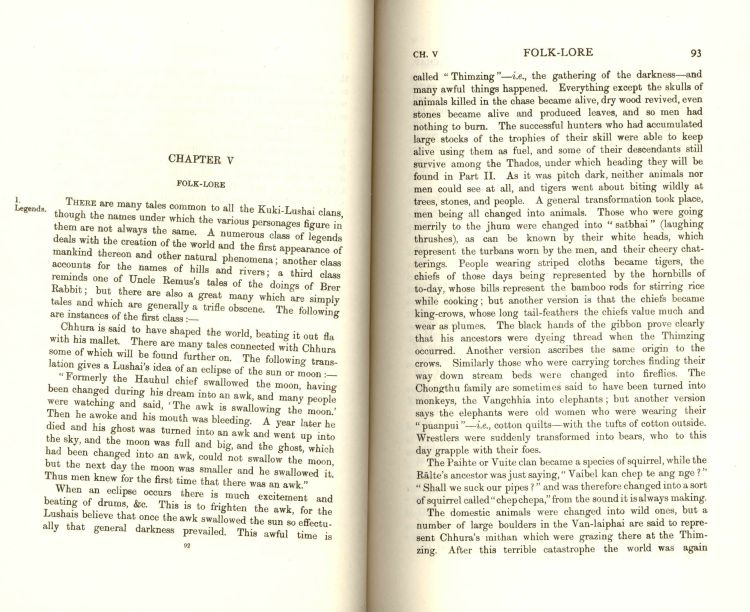 CHAPTER V
FOLK-LORE
1.
Legends.
THERE are many tales common to all the Kuki-Lushai clans,
though the names under which the various personages figure in
them are not always the same. A numerous class of legends
deals with the creation of the world and the first appearance of
mankind thereon and other natural phenomena; another class
accounts for the names of hills and rivers; a third class
reminds one of Uncle Remus's tales of the doings of Brer
Rabbit; but there are also a great many which are simply
tales and which are generally a trifle obscene. The following
are instances of the first class:—
Chhura is said to have shaped the world, beating it out fla
with his mallet. There are many tales connected with Chhura
some of which will be found further on. The following trans-
lation gives a Lushai's idea of an eclipse of the sun or moon:—
"Formerly the Hauhul chief swallowed the moon, having
been changed during his dream into an awk, and many people
were watching and said, 'The awk is swallowing the moon.'
Then he awoke and his mouth was bleeding. A year later he
died and his ghost was turned into an awk and went up into
the sky, and the moon was full and big, and the ghost, which
had been changed into an awk, could not swallow the moon,
but the next day the moon was smaller and he swallowed it.
Thus men knew for the first time that there was an awk."
When an eclipse occurs there is much excitement and
beating of drums, &c. This is to frighten the awk, for the
Lushais believe that once the awk swallowed the sun so effectu-
ally that general darkness prevailed. This awful time is
92
CH. V FOLK-LORE 93
called "Thimzing"—i.e., the gathering of the darkness—and
many awful things happened. Everything except the skulls of
animals killed in the chase became alive, dry wood revived, even
stones became alive and produced leaves, and so men had
nothing to burn. The successful hunters who had accumulated
large stocks of the trophies of their skill were able to keep
alive using them as fuel, and some of their descendants still
survive among the Thados, under which heading they will be
found in Part II. As it was pitch dark, neither animals nor
men could see at all, and tigers went about biting wildly at
trees, stones, and people. A general transformation took place,
men being all changed into animals. Those who were going
merrily to the jhum were changed into "satbhai" (laughing
thrushes), as can be known by their white heads, which
represent the turbans worn by the men, and their cheery chat-
terings. People wearing striped cloths became tigers, the
chiefs of those days being represented by the hornbills of
to-day, whose bills represent the bamboo rods for stirring rice
while cooking; but another version is that the chiefs became
king-crows, whose long tail-feathers the chiefs value much and
wear as plumes. The black hands of the gibbon prove clearly
that his ancestors were dyeing thread when the Thimzing
occurred. Another version ascribes the same origin to the
crows. Similarly those who were carrying torches finding their
way down stream beds were changed into fireflies. The
Chongthu family are sometimes said to have been turned into
monkeys, the Vangchhia into elephants; but another version
says the elephants were old women who were wearing their
"puanpui"—i.e., cotton quilts—with the tufts of cotton outside.
Wrestlers were suddenly transformed into bears, who to this
day grapple with their foes.
The Paihte or Vuite clan became a species of squirrel, while the
Rälte's ancestor was just saying, "Vaibel kan chep te ang nge?"
"Shall we suck our pipes?" and was therefore changed into a sort
of squirrel called "chepchepa," from the sound it is always making.
The domestic animals were changed into wild ones, but a
number of large boulders in the Van-laiphai are said to repre-
sent Chhura's mithan which were grazing there at the Thim-
zing. After this terrible catastrophe the world was again